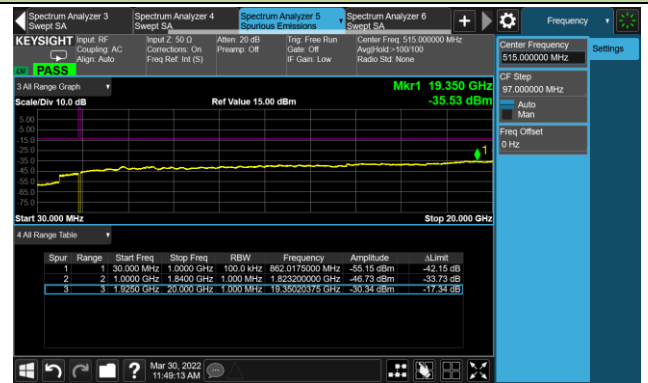 Spectrum Analyzer 3
Swept SA
Spectrum Analyzer 4
Swept SA
Spectrum Analyzer 5
Spurious Emissions
Spectrum Analyzer 6
Swept SA
Frequency
KEYSIGHT
PASS
Input: RF
Coupling: AC
Align: Auto
Input Z: 50 Ω
Corrections: On
Freq Ref: Int (S)
Atten: 20 dB
Preamp: Off
Trig: Free Run
Gate: Off
IF Gain: Low
Center Freq: 515.000000 MHz
Avg|Hold:>100/100
Radio Std: None
Center Frequency
515.000000 MHz
Settings
CF Step
97.000000 MHz
Auto
Man
Freq Offset
0 Hz
3 All Range Graph
Mkr1 19.350 GHz
Scale/Div 10.0 dB
Ref Value 15.00 dBm
-35.53 dBm
5.00
-5.00
-15.0
-25.0
-35.0
-45.0
-55.0
-65.0
-75.0
1
Start 30.000 MHz
Stop 20.000 GHz
4 All Range Table
Spur Range Start Freq Stop Freq RBW Frequency Amplitude ΔLimit
1 1 30.000 MHz 1.0000 GHz 100.0 kHz 862.0175000 MHz -55.15 dBm -42.15 dB
2 2 1.0000 GHz 1.8400 GHz 1.000 MHz 1.823200000 GHz -46.73 dBm -33.73 dB
3 3 1.9250 GHz 20.000 GHz 1.000 MHz 19.35020375 GHz -30.34 dBm -17.34 dB
?
Mar 30, 2022
11:49:13 AM